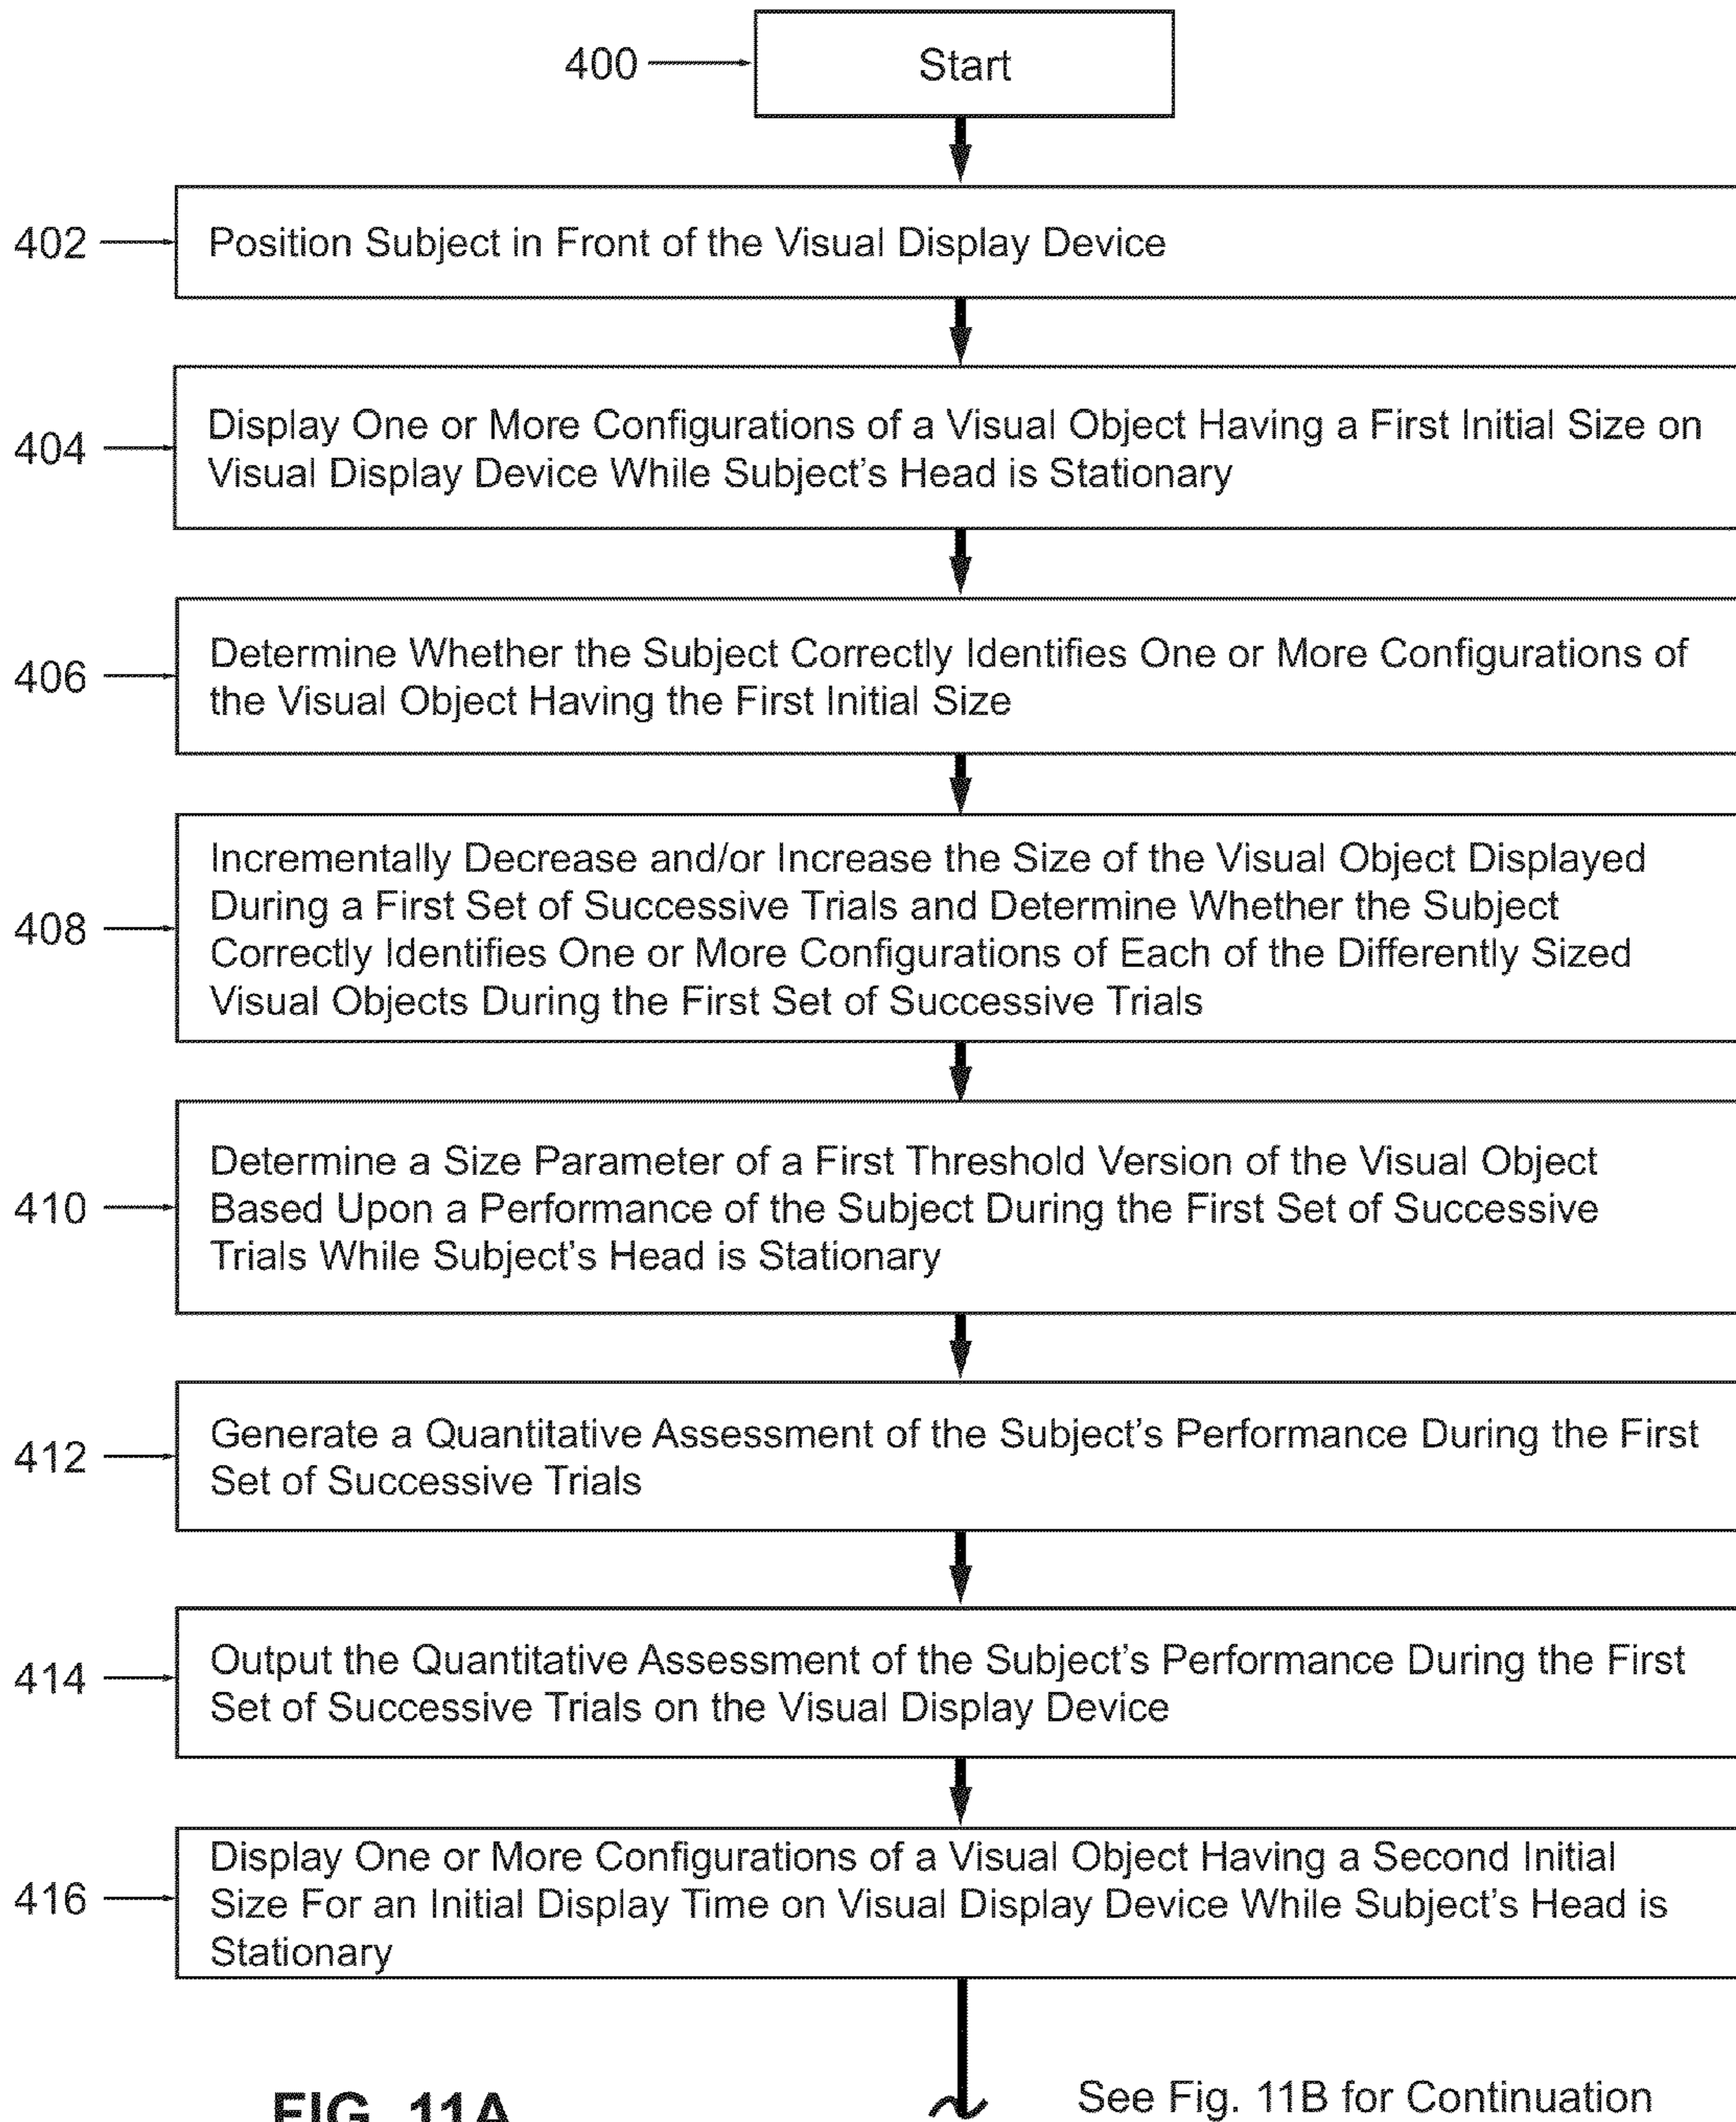 400
Start
402
Position Subject in Front of the Visual Display Device
404
Display One or More Configurations of a Visual Object Having a First Initial Size on
Visual Display Device While Subject's Head is Stationary
406
Determine Whether the Subject Correctly Identifies One or More Configurations of
the Visual Object Having the First Initial Size
408
Incrementally Decrease and/or Increase the Size of the Visual Object Displayed
During a First Set of Successive Trials and Determine Whether the Subject
Correctly Identifies One or More Configurations of Each of the Differently Sized
Visual Objects During the First Set of Successive Trials
410
Determine a Size Parameter of a First Threshold Version of the Visual Object
Based Upon a Performance of the Subject During the First Set of Successive
Trials While Subject's Head is Stationary
412
Generate a Quantitative Assessment of the Subject's Performance During the First
Set of Successive Trials
414
Output the Quantitative Assessment of the Subject's Performance During the First
Set of Successive Trials on the Visual Display Device
416
Display One or More Configurations of a Visual Object Having a Second Initial
Size For an Initial Display Time on Visual Display Device While Subject's Head is
Stationary
FIG. 11A
See Fig. 11B for Continuation